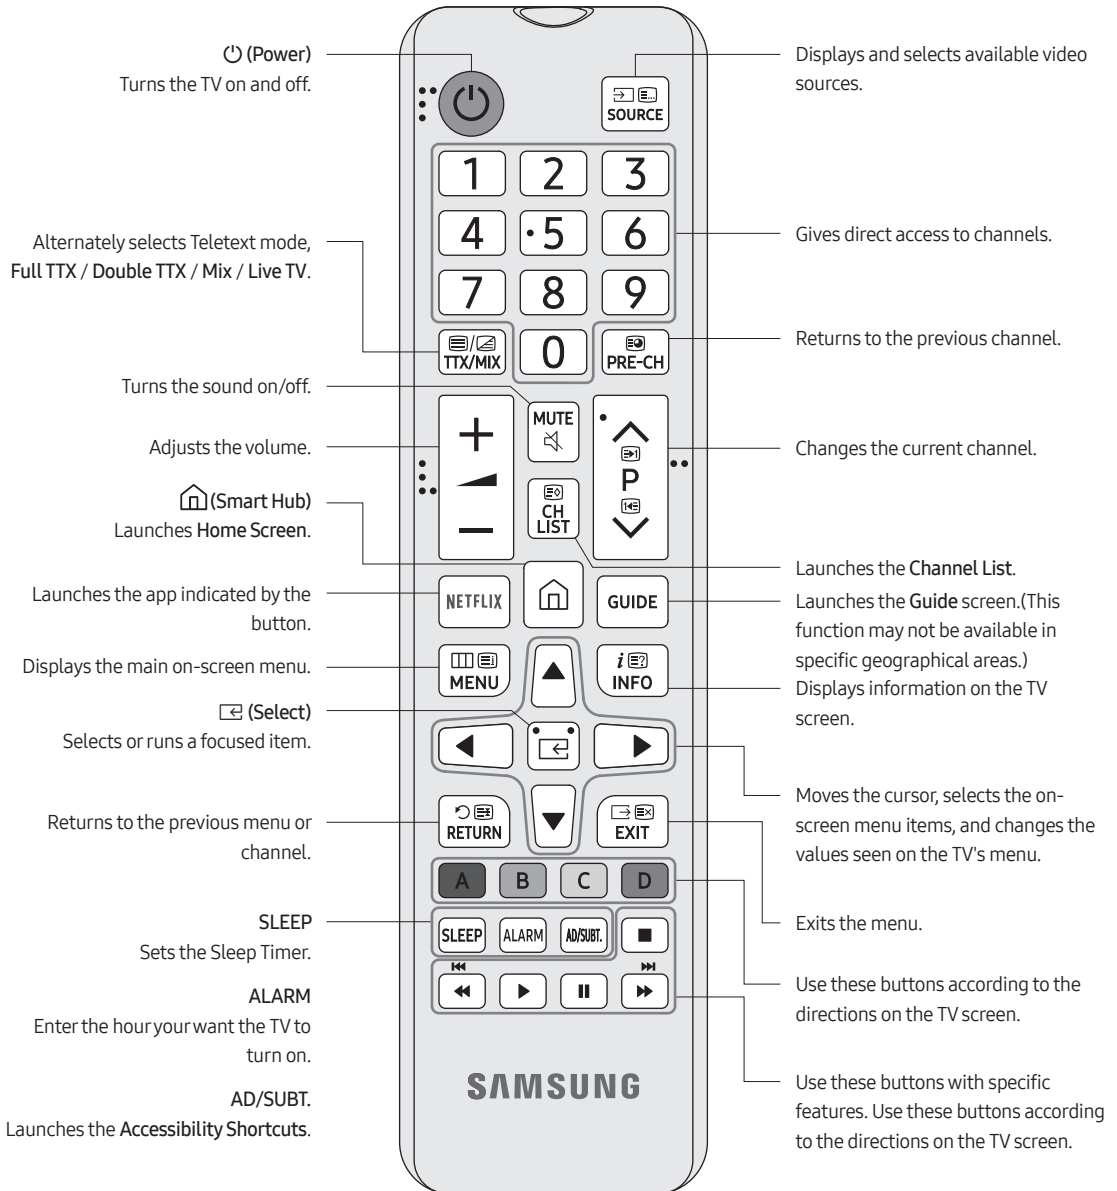 (Power)
Turns the TV on and off.
Alternately selects Teletext mode,
Full TTX / Double TTX / Mix / Live TV.
Turns the sound on/off.
Adjusts the volume.
(Smart Hub)
Launches Home Screen.
Launches the app indicated by the
button.
Displays the main on-screen menu.
(Select)
Selects or runs a focused item.
Returns to the previous menu or
channel.
SLEEP
Sets the Sleep Timer.
ALARM
Enter the hour your want the TV to
turn on.
AD/SUBT.
Launches the Accessibility Shortcuts.
SOURCE
1 2 3
4 5 6
7 8 9
TTX/MIX 0 PRE-CH
MUTE
P
CH
LIST
NETFLIX GUIDE
MENU INFO
RETURN EXIT
A B C D
SLEEP ALARM AD/SUBT.
SAMSUNG
Displays and selects available video
sources.
Gives direct access to channels.
Returns to the previous channel.
Changes the current channel.
Launches the Channel List.
Launches the Guide screen.(This
function may not be available in
specific geographical areas.)
Displays information on the TV
screen.
Moves the cursor, selects the on-
screen menu items, and changes the
values seen on the TV's menu.
Exits the menu.
Use these buttons according to the
directions on the TV screen.
Use these buttons with specific
features. Use these buttons according
to the directions on the TV screen.